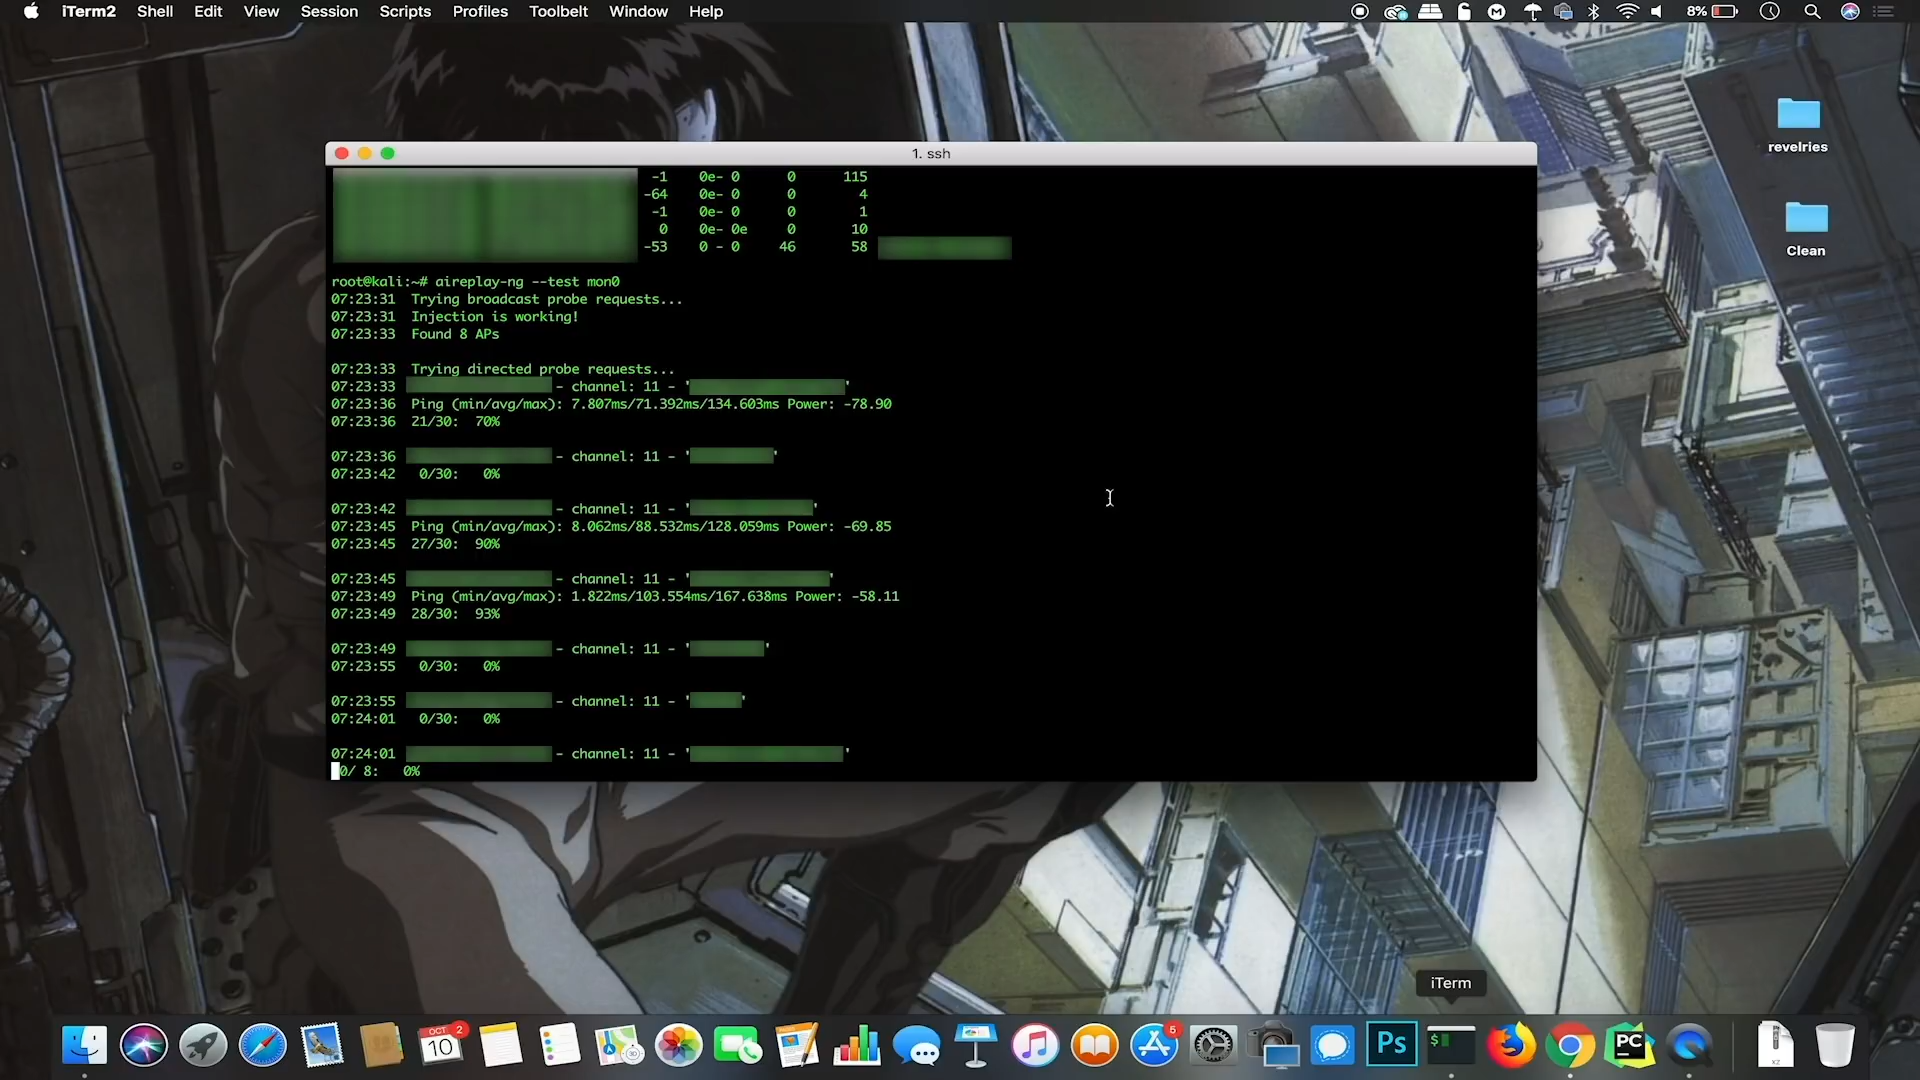 iTerm2 Shell Edit View Session Scripts Profiles Toolbelt Window Help 8%
revelries
Clean
1. ssh
-1 0e- 0 0 115
-64 0e- 0 0 4
-1 0e- 0 0 1
0 0e- 0e 0 10
-53 0 - 0 46 58
root@kali:~# aireplay-ng --test mon0
07:23:31 Trying broadcast probe requests...
07:23:31 Injection is working!
07:23:33 Found 8 APs
07:23:33 Trying directed probe requests...
07:23:33 - channel: 11 - ' '
07:23:36 Ping (min/avg/max): 7.807ms/71.392ms/134.603ms Power: -78.90
07:23:36 21/30: 70%
07:23:36 - channel: 11 - ' '
07:23:42 0/30: 0%
07:23:42 - channel: 11 - ' '
07:23:45 Ping (min/avg/max): 8.062ms/88.532ms/128.059ms Power: -69.85
07:23:45 27/30: 90%
07:23:45 - channel: 11 - ' '
07:23:49 Ping (min/avg/max): 1.822ms/103.554ms/167.638ms Power: -58.11
07:23:49 28/30: 93%
07:23:49 - channel: 11 - ' '
07:23:55 0/30: 0%
07:23:55 - channel: 11 - ' '
07:24:01 0/30: 0%
07:24:01 - channel: 11 - ' '
0/ 8: 0%
iTerm
OCT
10
2
3D
5
Ps
$
PC
XZ